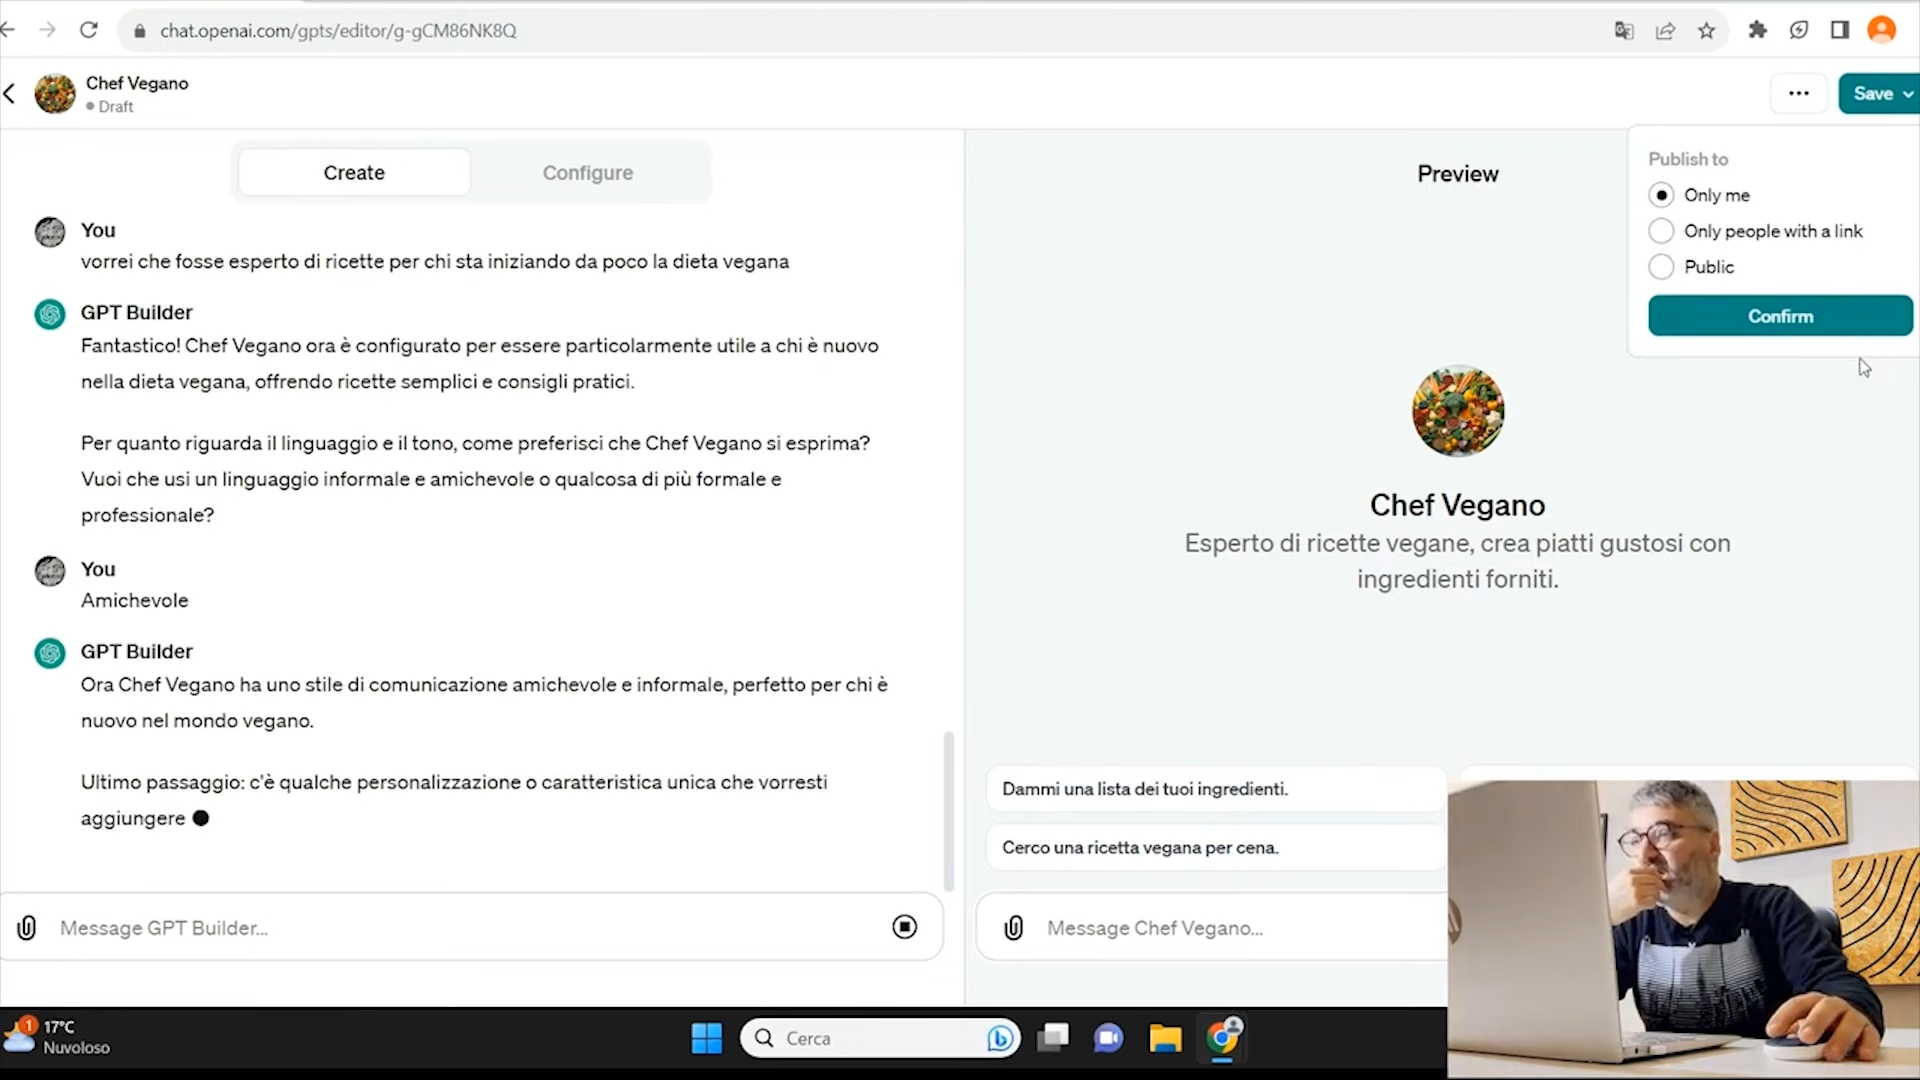 chat.openai.com/gpts/editor/g-gCM86NK8Q
Chef Vegano
Draft
Save
Create
Configure
Preview
Publish to
Only me
Only people with a link
Public
Confirm
You
vorrei che fosse esperto di ricette per chi sta iniziando da poco la dieta vegana
GPT Builder
Fantastico! Chef Vegano ora è configurato per essere particolarmente utile a chi è nuovo
nella dieta vegana, offrendo ricette semplici e consigli pratici.
Per quanto riguarda il linguaggio e il tono, come preferisci che Chef Vegano si esprima?
Vuoi che usi un linguaggio informale e amichevole o qualcosa di più formale e
professionale?
You
Amichevole
GPT Builder
Ora Chef Vegano ha uno stile di comunicazione amichevole e informale, perfetto per chi è
nuovo nel mondo vegano.
Ultimo passaggio: c'è qualche personalizzazione o caratteristica unica che vorresti
aggiungere
Message GPT Builder...
Chef Vegano
Esperto di ricette vegane, crea piatti gustosi con
ingredienti forniti.
Dammi una lista dei tuoi ingredienti.
Cerco una ricetta vegana per cena.
Message Chef Vegano...
1
17°C
Nuvoloso
Cerca